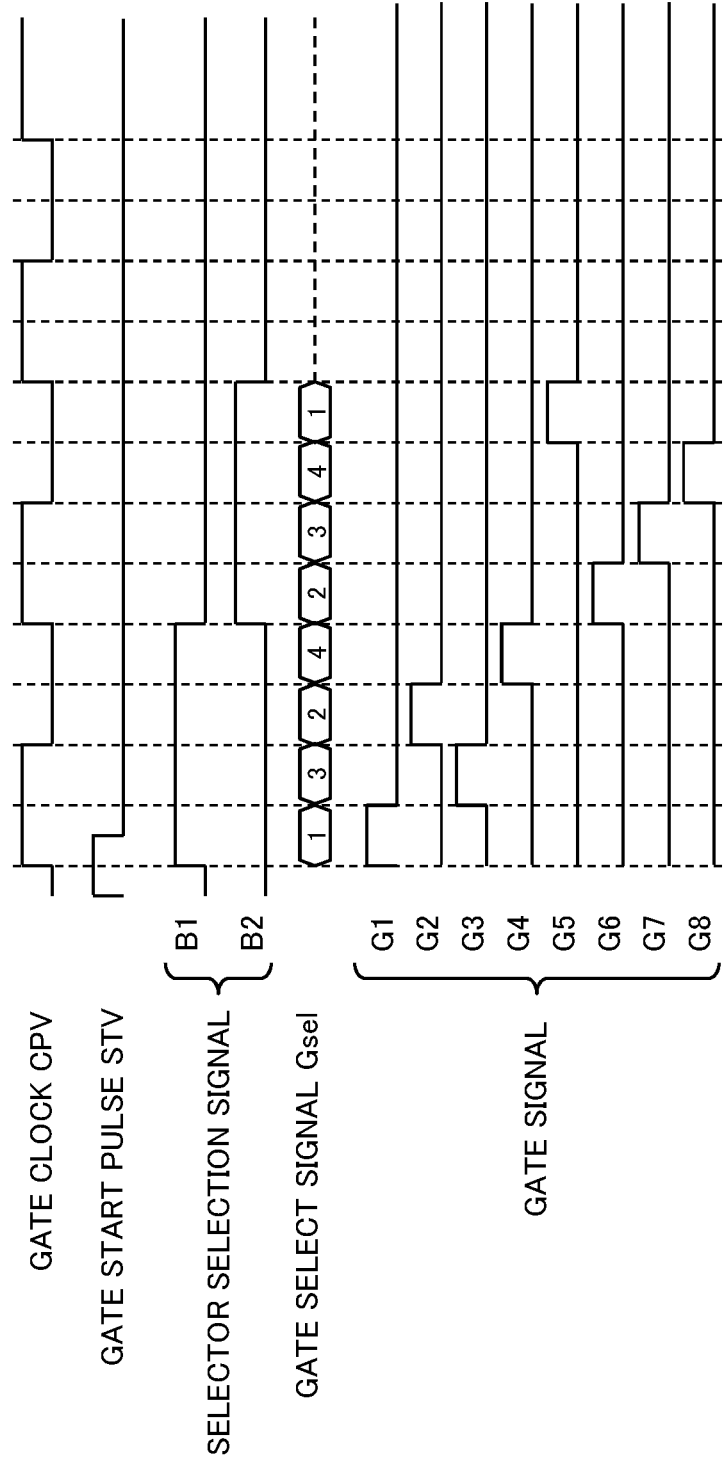 GATE CLOCK CPV
GATE START PULSE STV
SELECTOR SELECTION SIGNAL
B1
B2
GATE SELECT SIGNAL Gsel
1 3 2 4 2 3 4 1
GATE SIGNAL
G1
G2
G3
G4
G5
G6
G7
G8